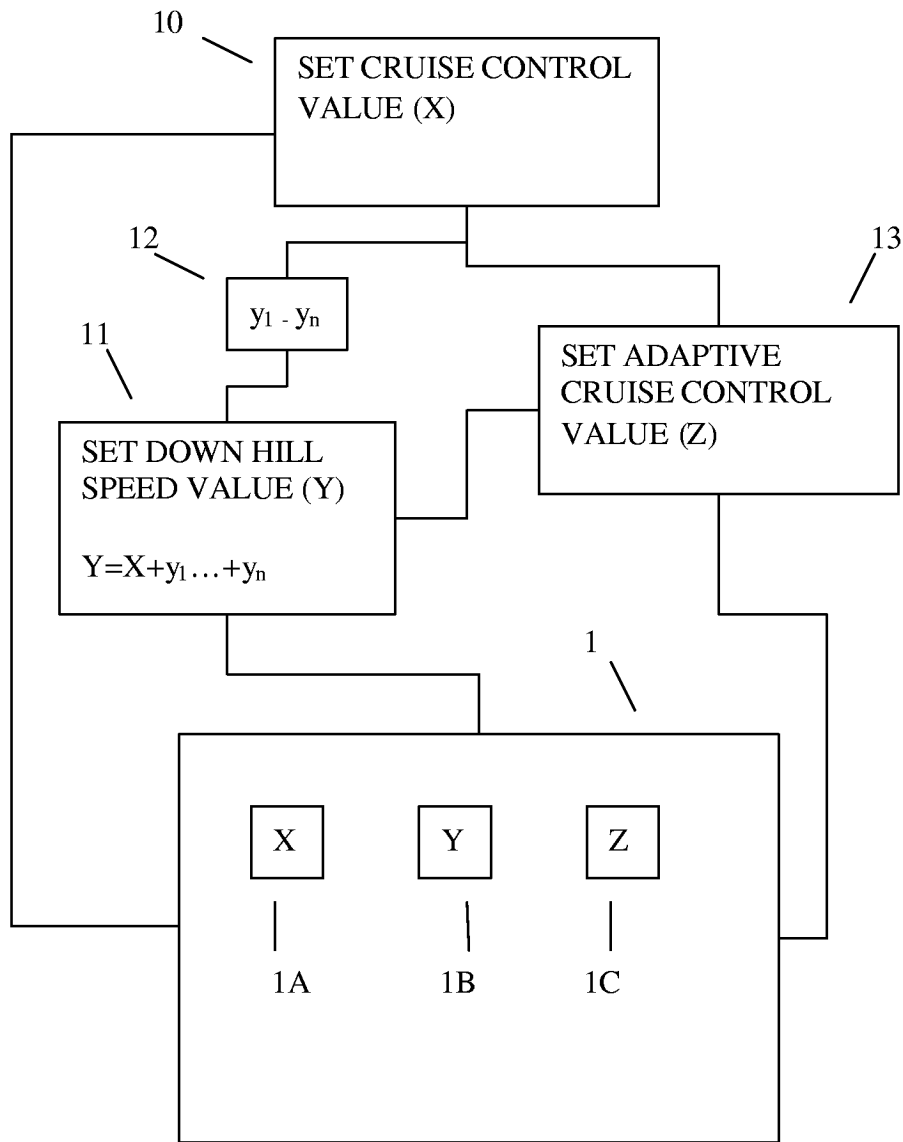 10
SET CRUISE CONTROL
VALUE (X)
12
y₁ - yₙ
13
11
SET ADAPTIVE
CRUISE CONTROL
VALUE (Z)
SET DOWN HILL
SPEED VALUE (Y)
Y=X+y₁...+yₙ
1
X
Y
Z
1A
1B
1C